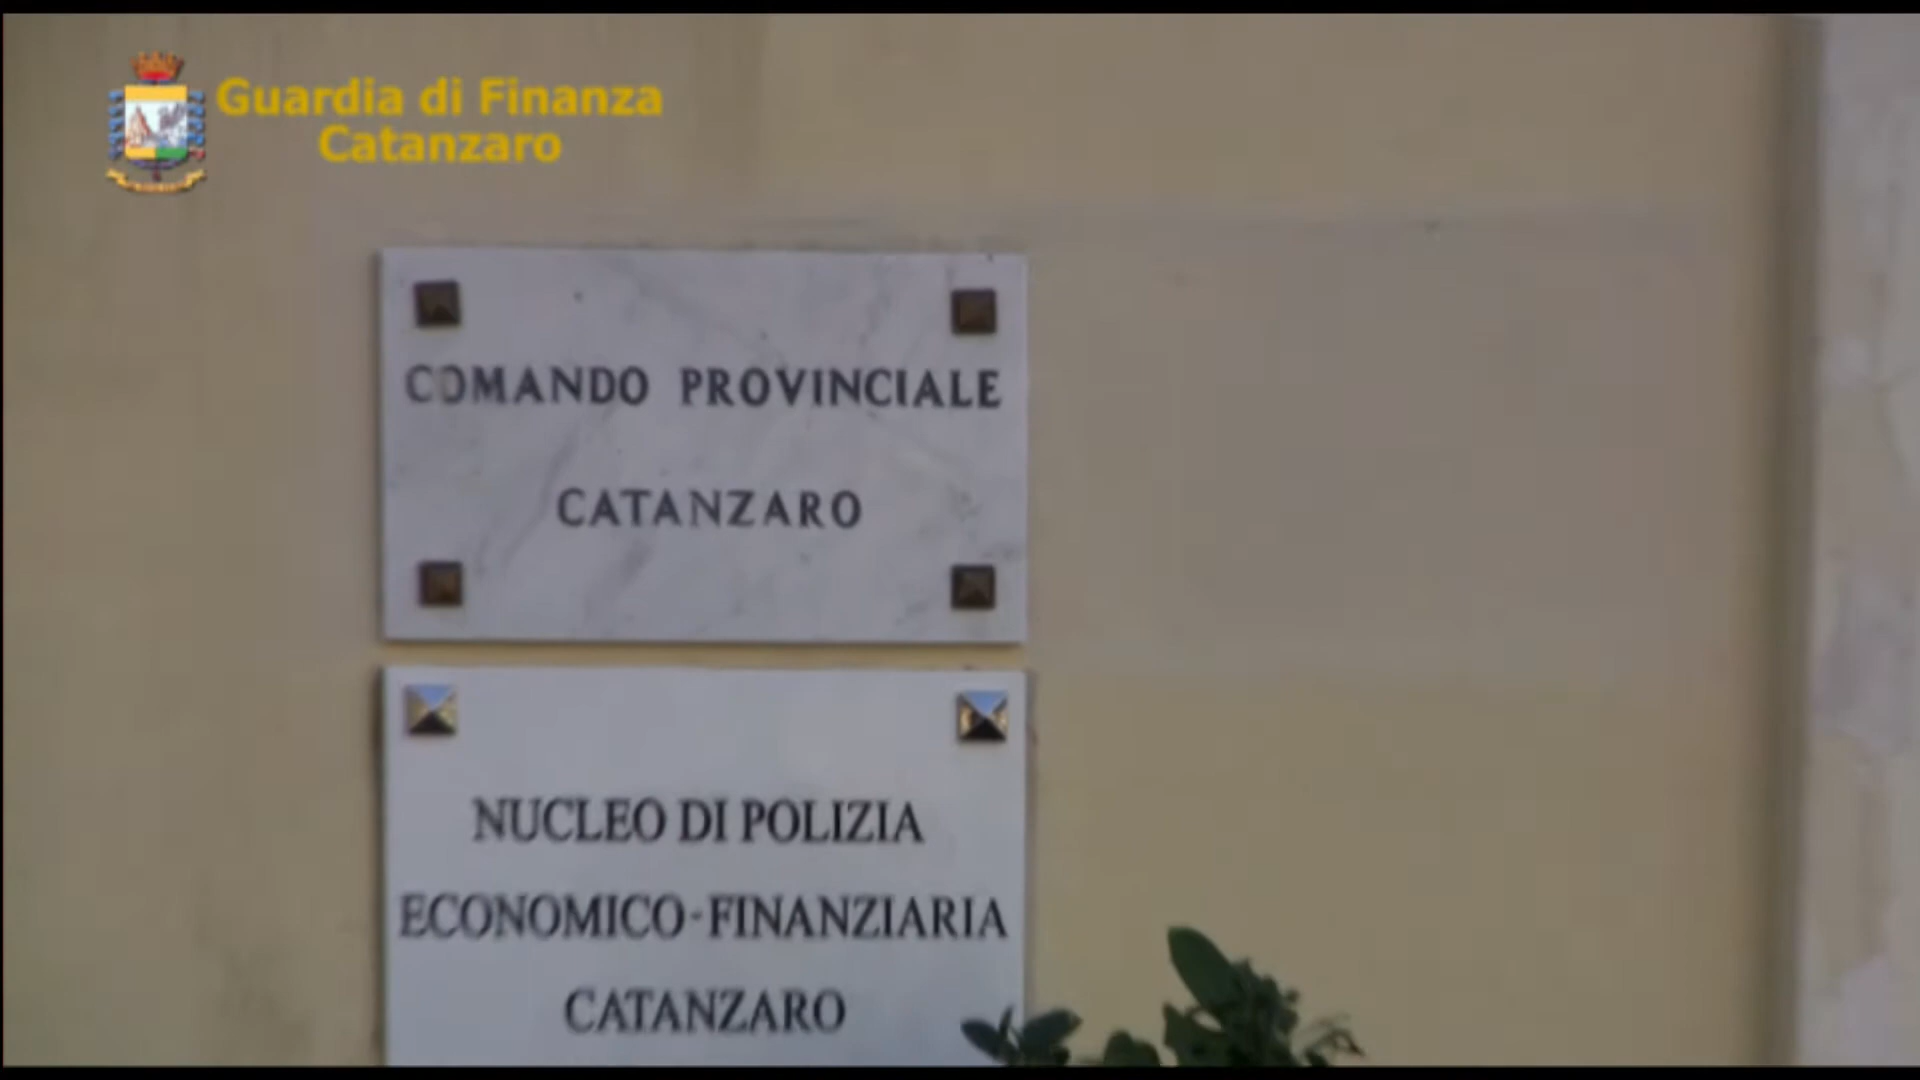 Guardia di Finanza
Catanzaro
COMANDO PROVINCIALE
CATANZARO
NUCLEO DI POLIZIA
ECONOMICO-FINANZIARIA
CATANZARO